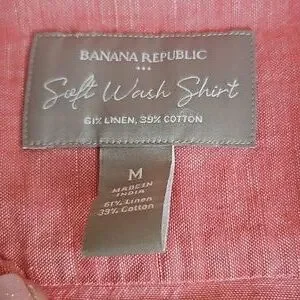 BANANA REPUBLIC
Soft Wash Shirt
61% LINEN, 39% COTTON
M
MADE IN
INDIA
61% Linen
39% Cotton